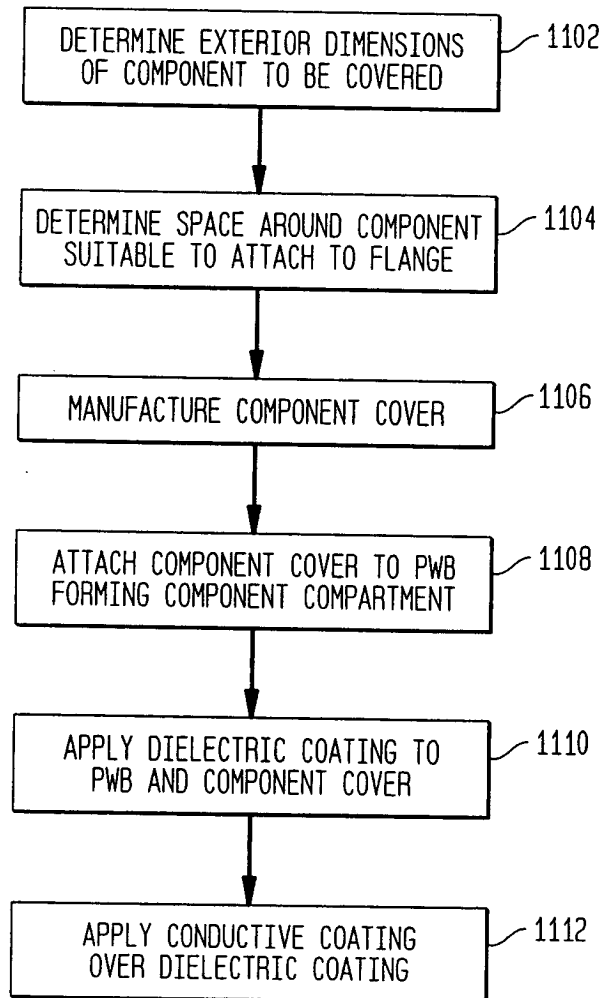 DETERMINE EXTERIOR DIMENSIONS
OF COMPONENT TO BE COVERED
1102
DETERMINE SPACE AROUND COMPONENT
SUITABLE TO ATTACH TO FLANGE
1104
MANUFACTURE COMPONENT COVER
1106
ATTACH COMPONENT COVER TO PWB
FORMING COMPONENT COMPARTMENT
1108
APPLY DIELECTRIC COATING TO
PWB AND COMPONENT COVER
1110
APPLY CONDUCTIVE COATING
OVER DIELECTRIC COATING
1112